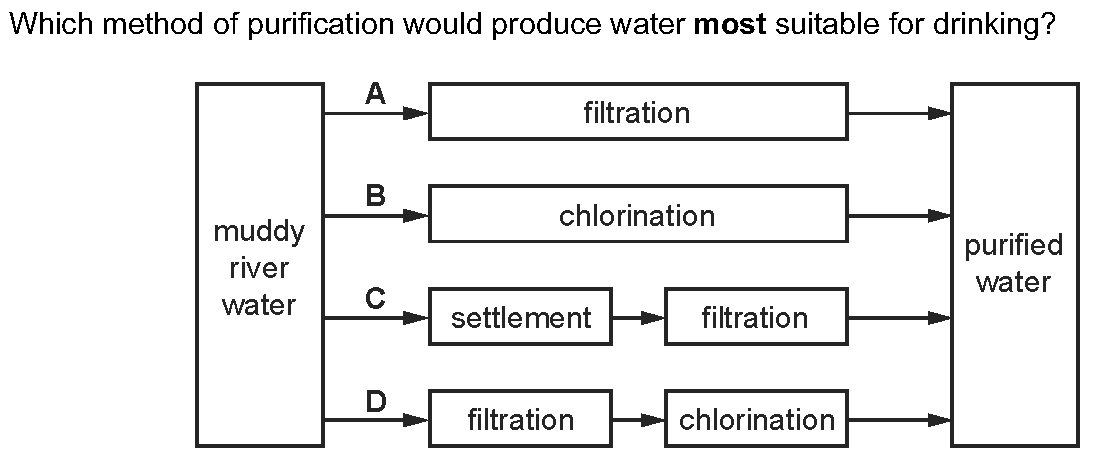 Which method of purification would produce water most suitable for drinking?
muddy
river
water
A
filtration
B
chlorination
C
settlement
filtration
D
filtration
chlorination
purified
water